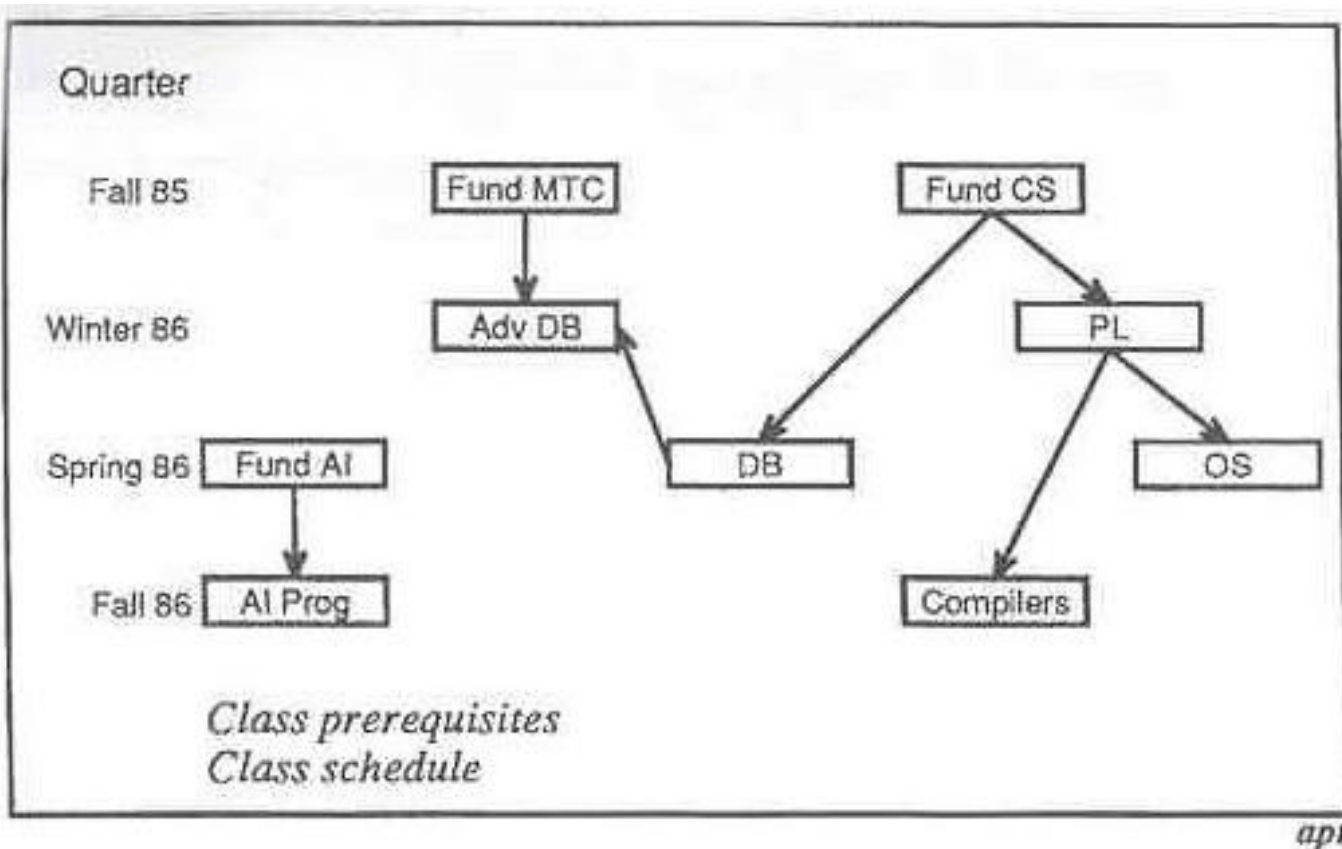 Quarter
Fall 85 Fund MTC Fund CS
Winter 86 Adv DB PL
Spring 86 Fund AI DB OS
Fall 86 AI Prog Compilers
Class prerequisites
Class schedule